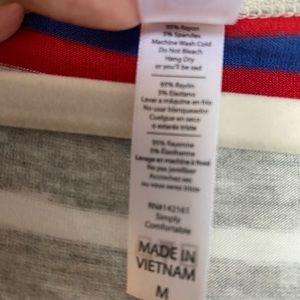 95% Rayon
5% Spandex
Machine Wash Cold
Do Not Bleach
Hang Dry
or you'll be sad
95% Rayón
5% Elastano
Lavar a máquina en frío
No usar blanqueador
Cuelgue en seco
o estarás triste
95% Rayonne
5% Élasthanne
Lavage en machine à froid
Ne pas javelliser
Accrochez sec
ou vous serez triste
RN#142161
Simply
Comfortable
MADE IN
VIETNAM
M